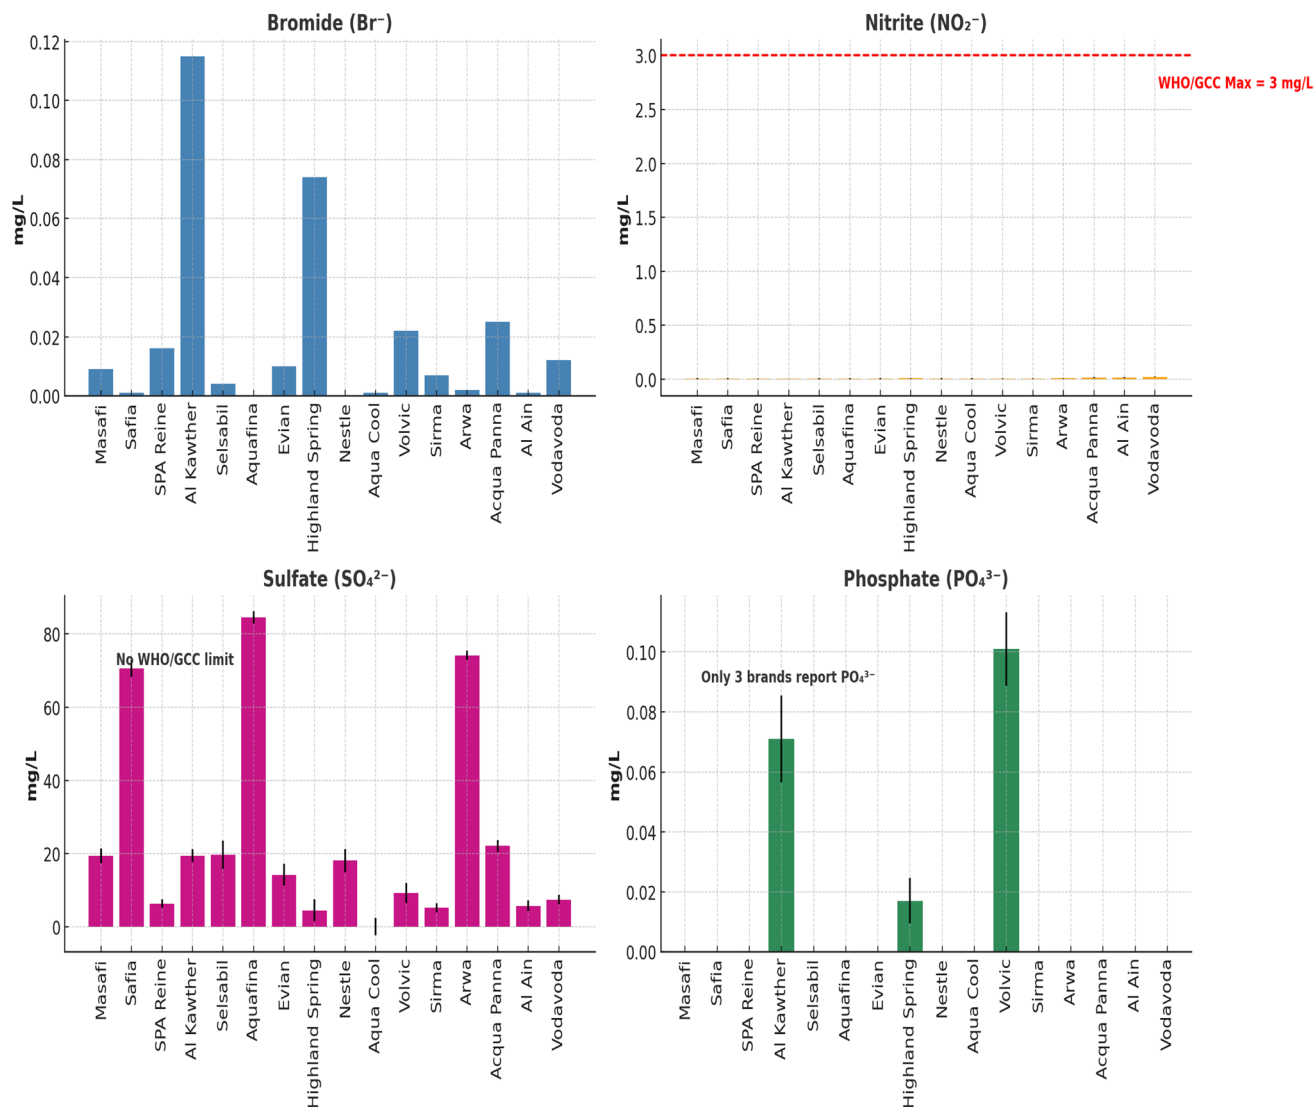 Bromide (Br⁻)
mg/L
0.12
0.10
0.08
0.06
0.04
0.02
0.00
Masafi
Safia
SPA Reine
Al Kawther
Selsabil
Aquafina
Evian
Highland Spring
Nestle
Aqua Cool
Volvic
Sirma
Arwa
Acqua Panna
Al Ain
Vodavoda
Nitrite (NO₂⁻)
mg/L
3.0
2.5
2.0
1.5
1.0
0.5
0.0
WHO/GCC Max = 3 mg/L
Masafi
Safia
SPA Reine
Al Kawther
Selsabil
Aquafina
Evian
Highland Spring
Nestle
Aqua Cool
Volvic
Sirma
Arwa
Acqua Panna
Al Ain
Vodavoda
Sulfate (SO₄²⁻)
mg/L
80
60
40
20
0
No WHO/GCC limit
Masafi
Safia
SPA Reine
Al Kawther
Selsabil
Aquafina
Evian
Highland Spring
Nestle
Aqua Cool
Volvic
Sirma
Arwa
Acqua Panna
Al Ain
Vodavoda
Phosphate (PO₄³⁻)
mg/L
0.10
0.08
0.06
0.04
0.02
0.00
Only 3 brands report PO₄³⁻
Masafi
Safia
SPA Reine
Al Kawther
Selsabil
Aquafina
Evian
Highland Spring
Nestle
Aqua Cool
Volvic
Sirma
Arwa
Acqua Panna
Al Ain
Vodavoda